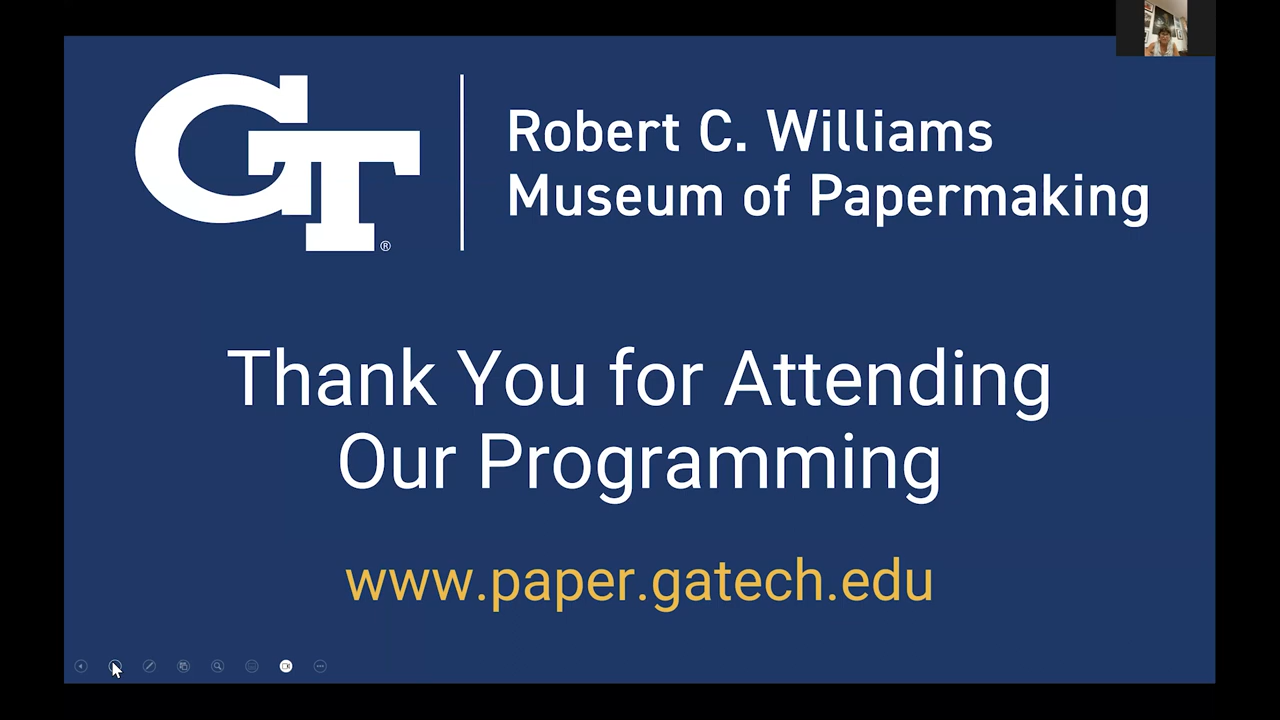 GT®
Robert C. Williams
Museum of Papermaking
Thank You for Attending
Our Programming
www.paper.gatech.edu